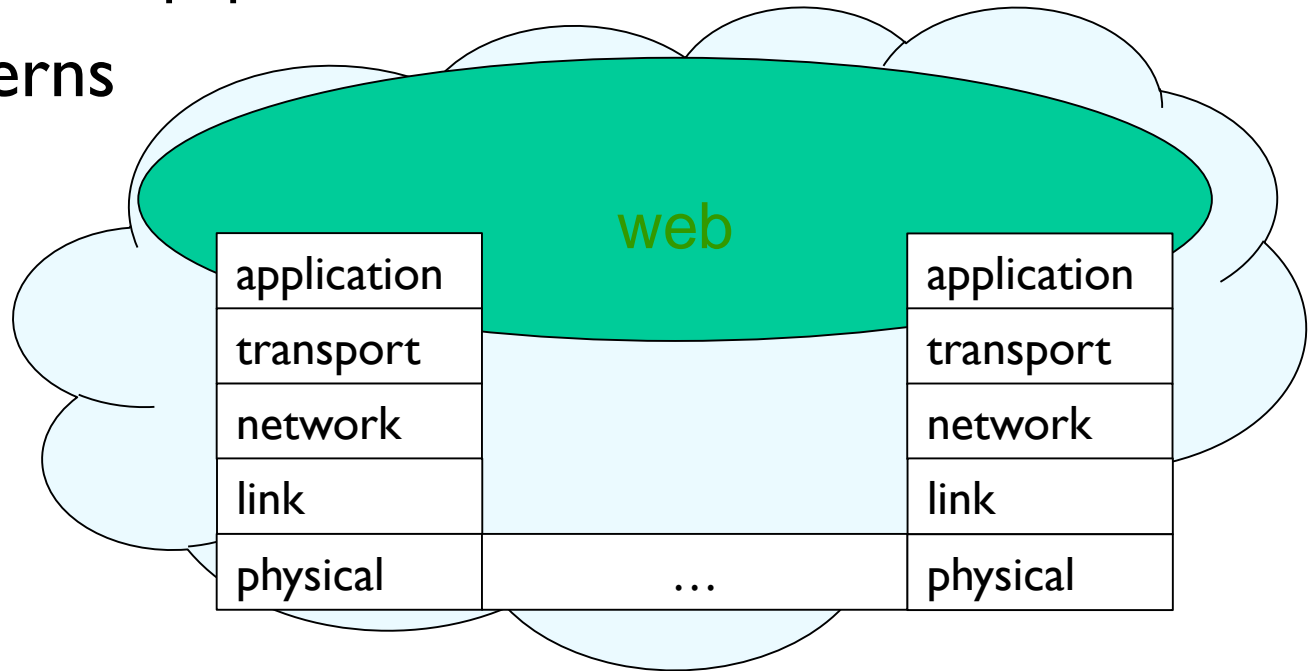 erns
web
application application
transport transport
network network
link link
physical … physical